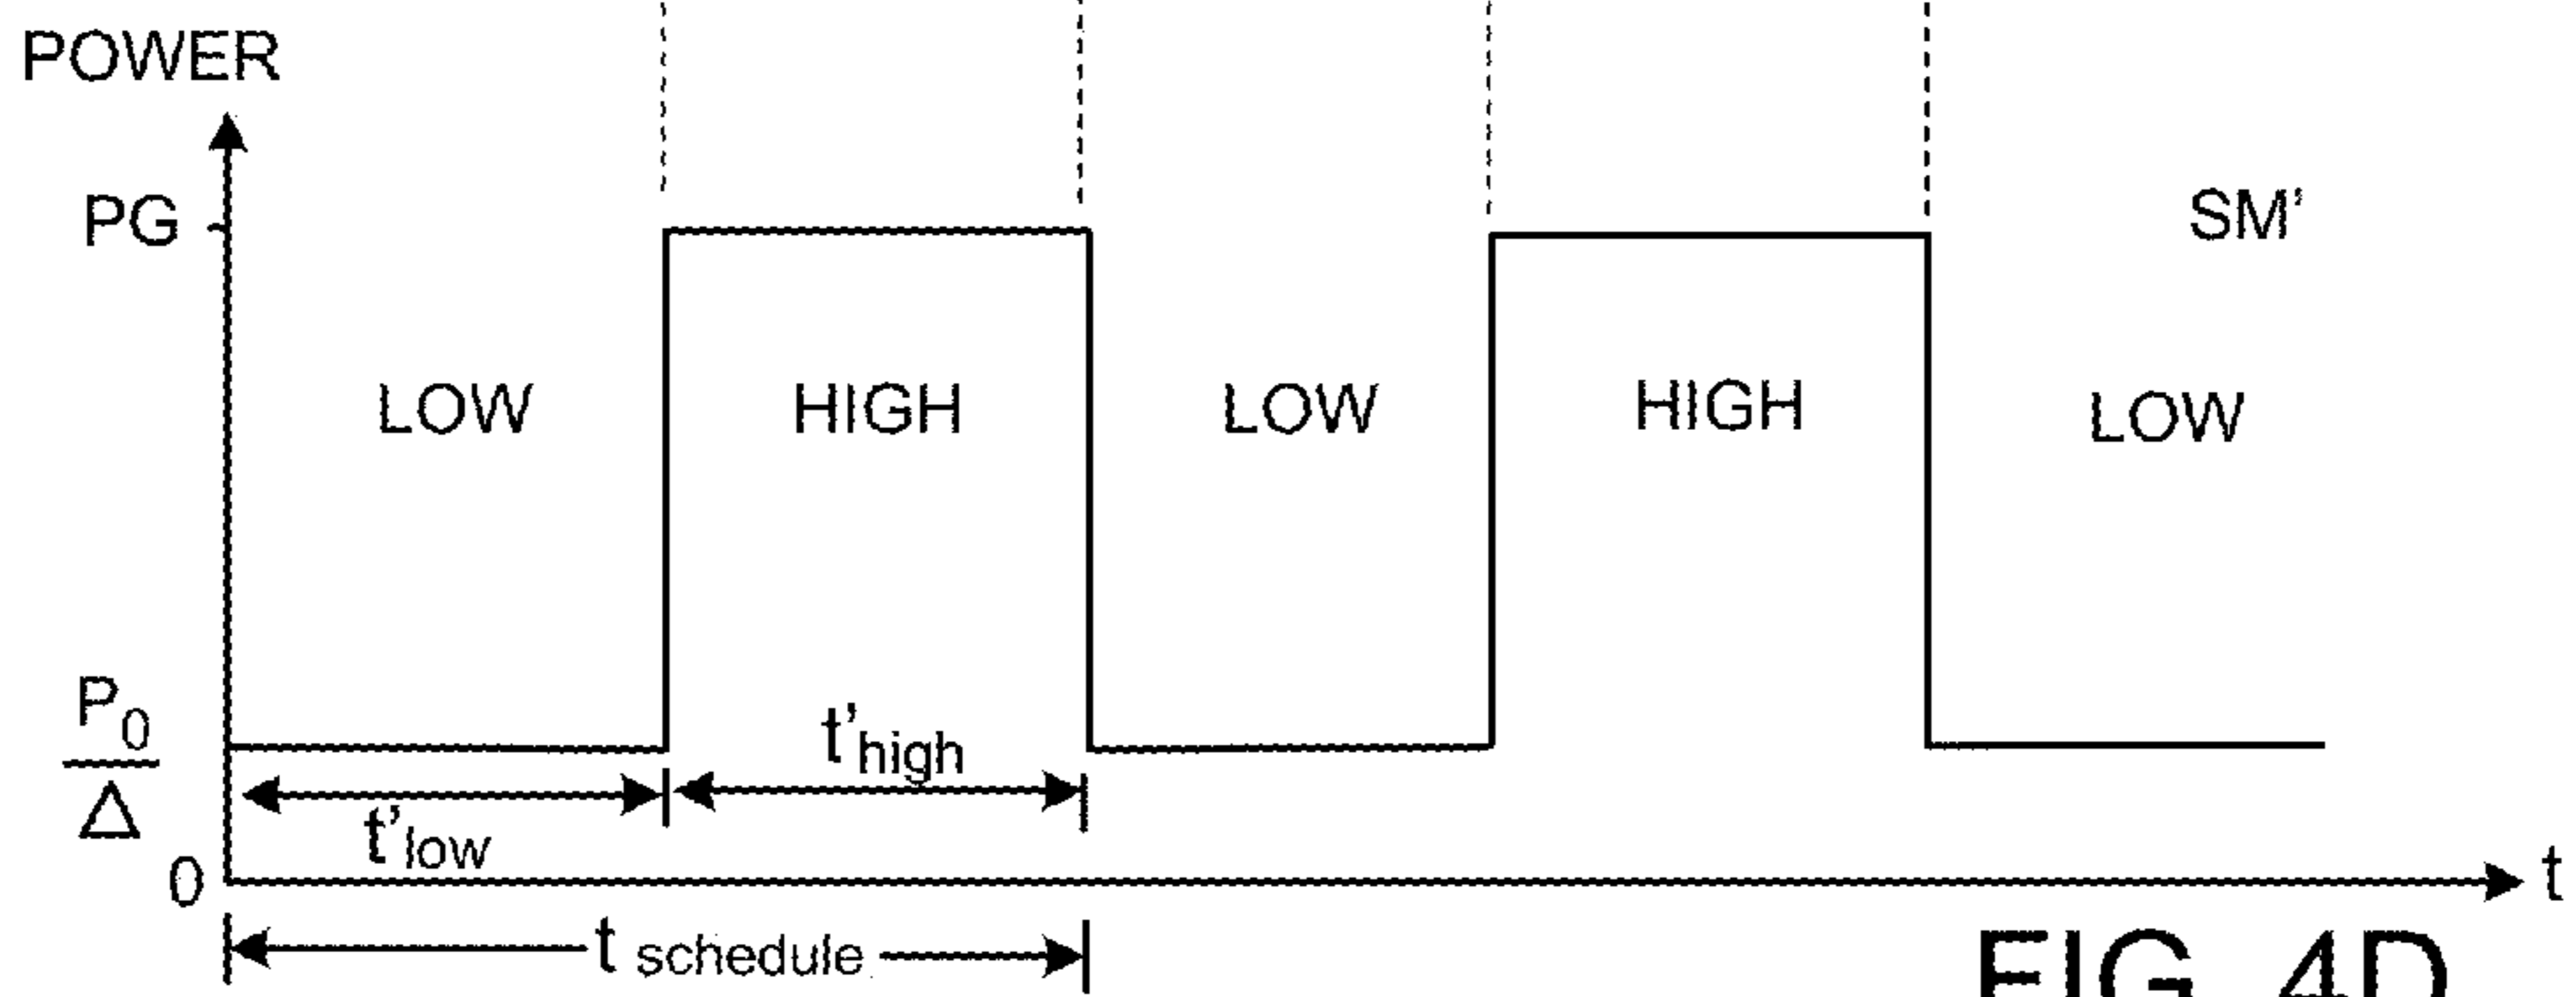 POWER
PG
SM'
LOW HIGH LOW HIGH LOW
P0
Δ
t'high
t'low
0
t
t schedule
FIG. 4D